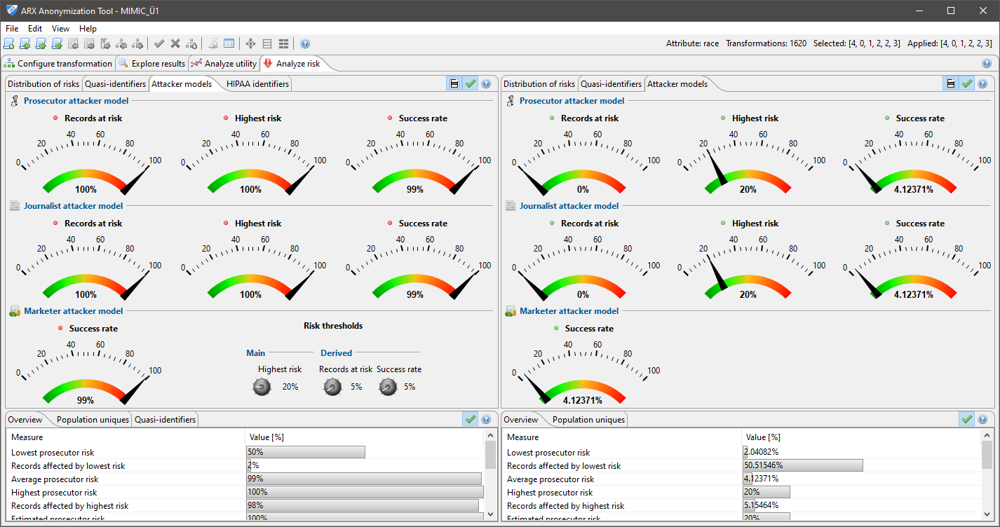 ARX Anonymization Tool - MIMIC_Ü1
File Edit View Help
Attribute: race Transformations: 1620 Selected: [4, 0, 1, 2, 2, 3] Applied: [4, 0, 1, 2, 2, 3]
Configure transformation Explore results Analyze utility Analyze risk
Distribution of risks Quasi-identifiers Attacker models HIPAA identifiers
Prosecutor attacker model
Records at risk Highest risk Success rate
0 20 40 60 80 100 0 20 40 60 80 100 0 20 40 60 80 100
100% 100% 99%
Journalist attacker model
Records at risk Highest risk Success rate
0 20 40 60 80 100 0 20 40 60 80 100 0 20 40 60 80 100
100% 100% 99%
Marketer attacker model
Success rate
0 20 40 60 80 100
99%
Risk thresholds
Main Derived
Highest risk Records at risk Success rate
20% 5% 5%
Distribution of risks Quasi-identifiers Attacker models
Prosecutor attacker model
Records at risk Highest risk Success rate
0 20 40 60 80 100 0 20 40 60 80 100 0 20 40 60 80 100
0% 20% 4.12371%
Journalist attacker model
Records at risk Highest risk Success rate
0 20 40 60 80 100 0 20 40 60 80 100 0 20 40 60 80 100
0% 20% 4.12371%
Marketer attacker model
Success rate
0 20 40 60 80 100
4.12371%
Overview Population uniques Quasi-identifiers
Measure Value [%]
Lowest prosecutor risk 50%
Records affected by lowest risk 2%
Average prosecutor risk 99%
Highest prosecutor risk 100%
Records affected by highest risk 98%
Estimated prosecutor risk 100%
Overview Population uniques
Measure Value [%]
Lowest prosecutor risk 2.04082%
Records affected by lowest risk 50.51546%
Average prosecutor risk 4.12371%
Highest prosecutor risk 20%
Records affected by highest risk 5.15464%
Estimated prosecutor risk 20%